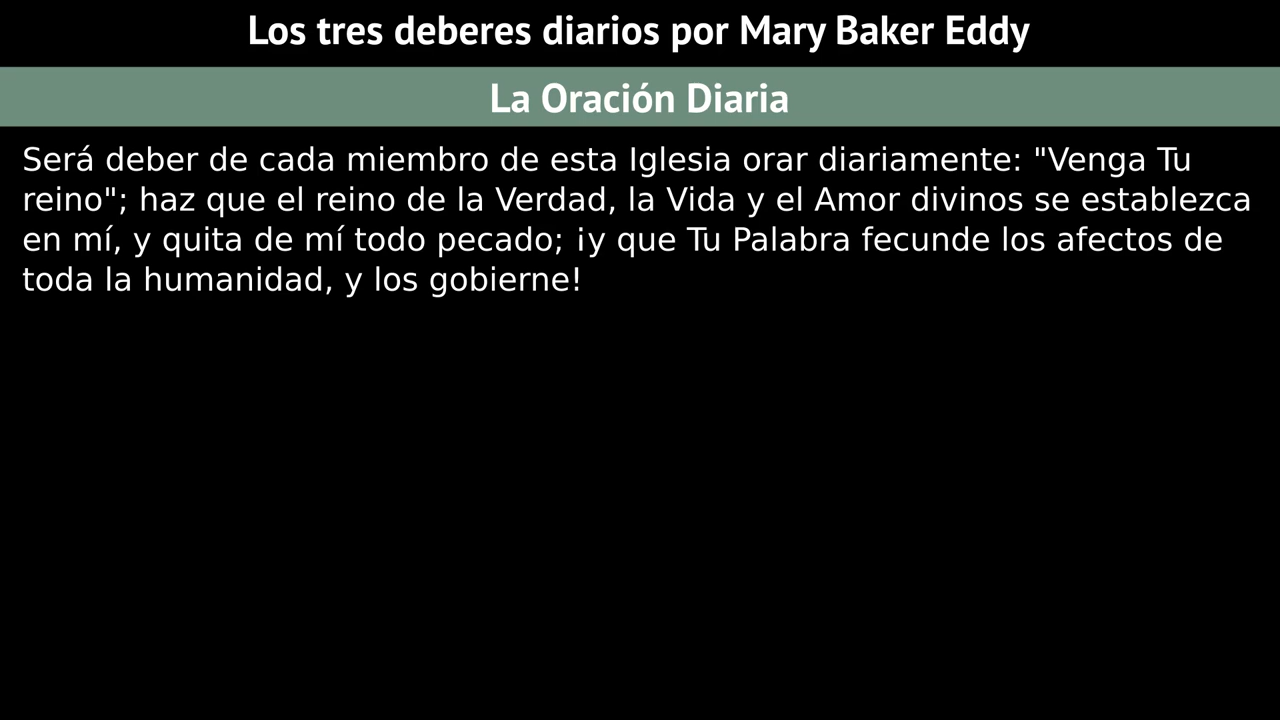 Los tres deberes diarios por Mary Baker Eddy
La Oración Diaria
Será deber de cada miembro de esta Iglesia orar diariamente: "Venga Tu
reino"; haz que el reino de la Verdad, la Vida y el Amor divinos se establezca
en mí, y quita de mí todo pecado; ¡y que Tu Palabra fecunde los afectos de
toda la humanidad, y los gobierne!